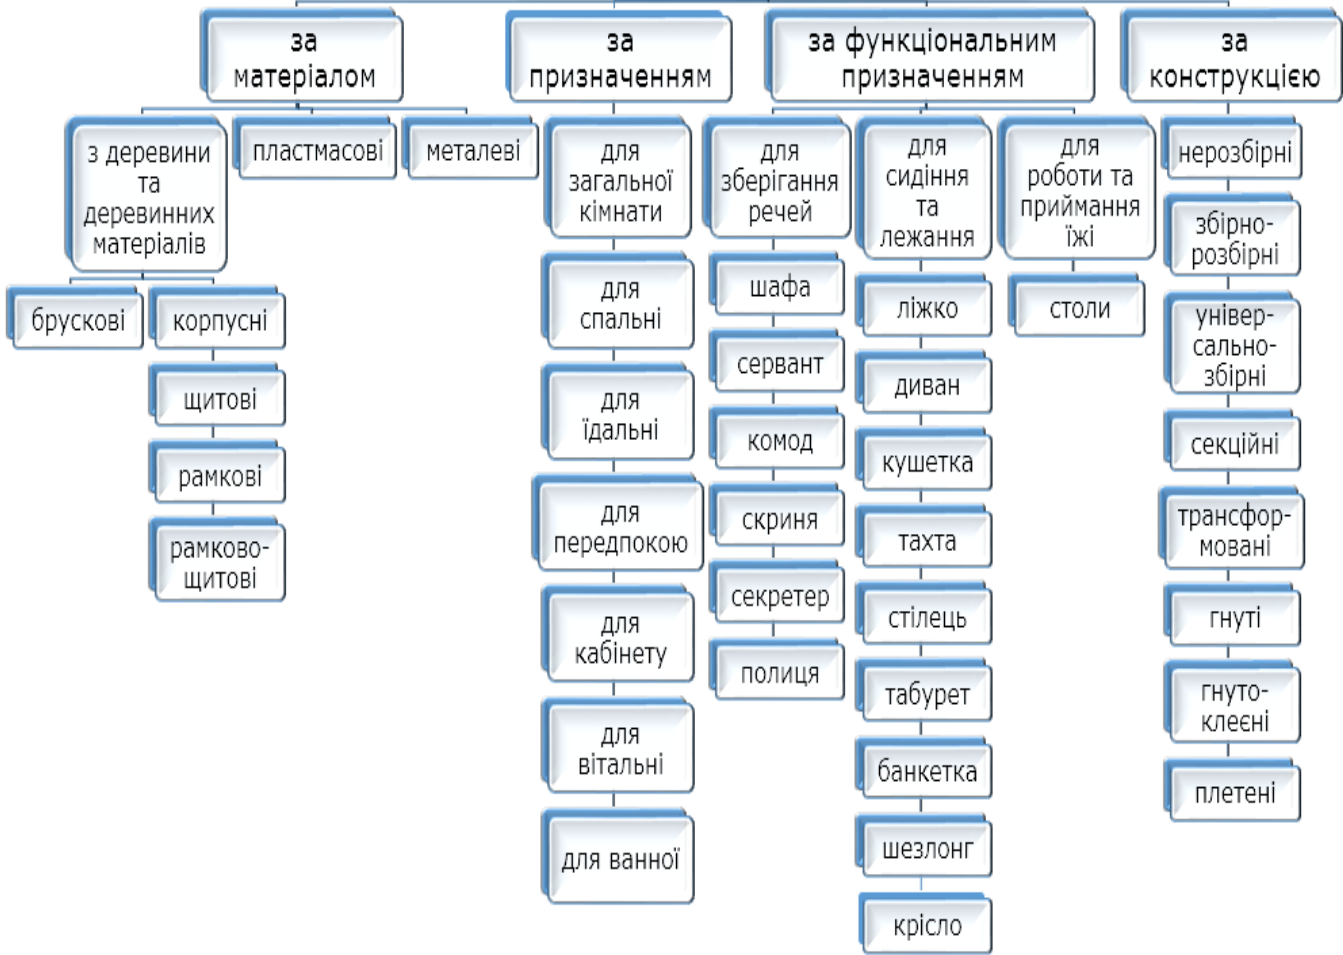 за
матеріалом
за
призначенням
за функціональним
призначенням
за
конструкцією
з деревини
та
деревинних
матеріалів
пластмасові
металеві
брускові
корпусні
щитові
рамкові
рамково-
щитові
для
загальної
кімнати
для
спальні
для
їдальні
для
передпокою
для
кабінету
для
вітальні
для ванної
для
зберігання
речей
шафа
сервант
комод
скриня
секретер
полиця
для
сидіння
та
лежання
ліжко
диван
кушетка
тахта
стілець
табурет
банкетка
шезлонг
крісло
для
роботи та
приймання
їжі
столи
нерозбірні
збірно-
розбірні
універ-
сально-
збірні
секційні
трансфор-
мовані
гнуті
гнуто-
клеєні
плетені